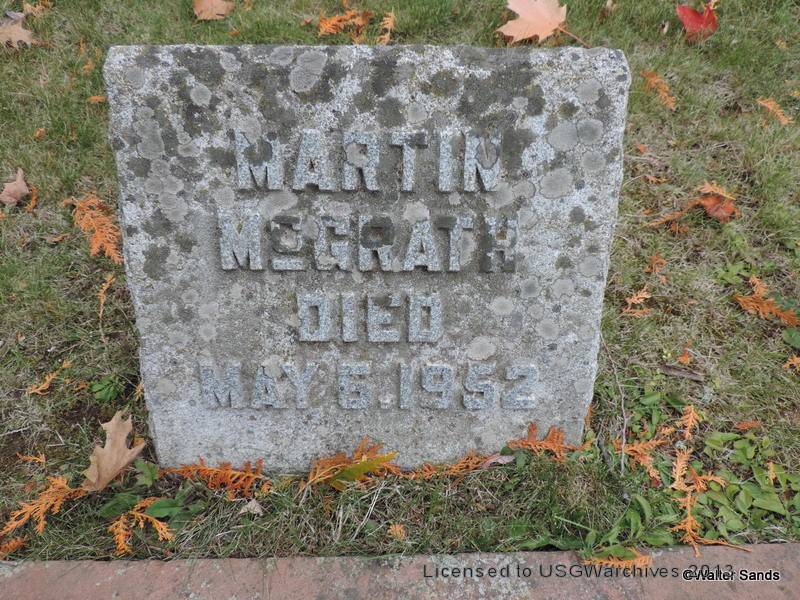 MARTIN
McGRATH
DIED
MAY 6. 1952
Licensed to USGWarchives 2013
©Walter Sands